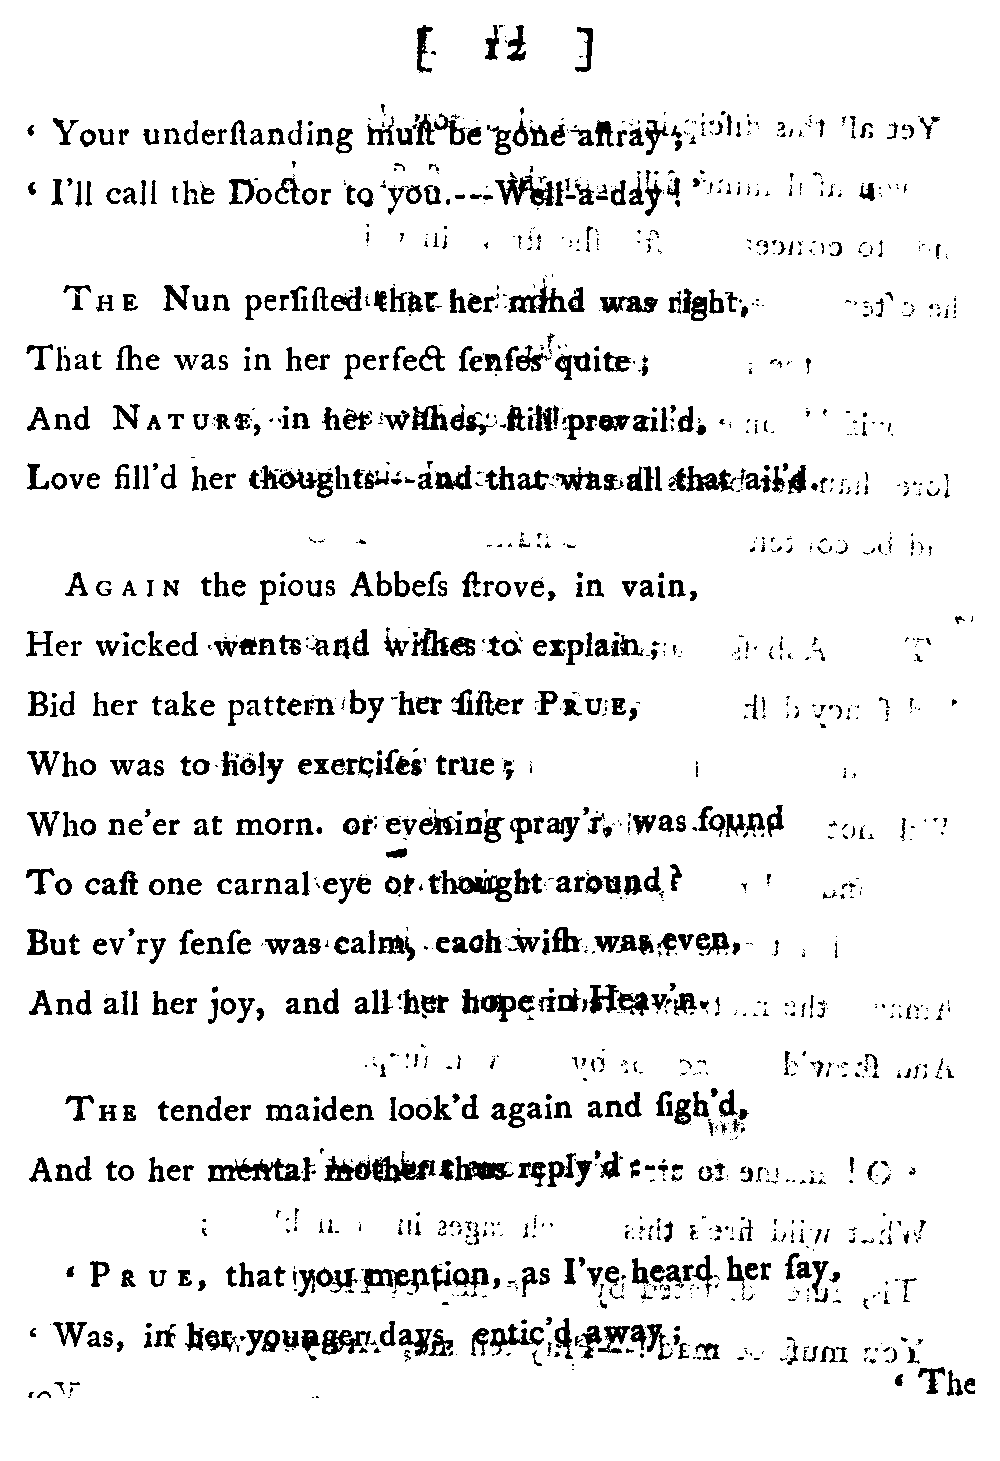 [ 12 ]
‘ Your underſtanding muſt be gone aſtray ;
‘ I’ll call the Doctor to you.---Well-a-day !
THE Nun perſiſted that her mind was right,
That ſhe was in her perfect ſenſes quite ;
And NATURE, in her wiſhes, ſtill prevail’d,
Love fill’d her thoughts---and that was all that ail’d.
AGAIN the pious Abbeſs ſtrove, in vain,
Her wicked wants and wiſhes to explain ;
Bid her take pattern by her ſiſter PRUE,
Who was to holy exerciſes true ;
Who ne’er at morn. or evening pray’r, was found
To caſt one carnal eye or thought around ?
But ev’ry ſenſe was calm, each wiſh was even,
And all her joy, and all her hope in Heav’n.
THE tender maiden look’d again and ſigh’d,
And to her mental mother thus reply’d :--
‘ PRUE, that you mention, as I’ve heard her ſay,
‘ Was, in her younger days, entic’d away ;
‘ The